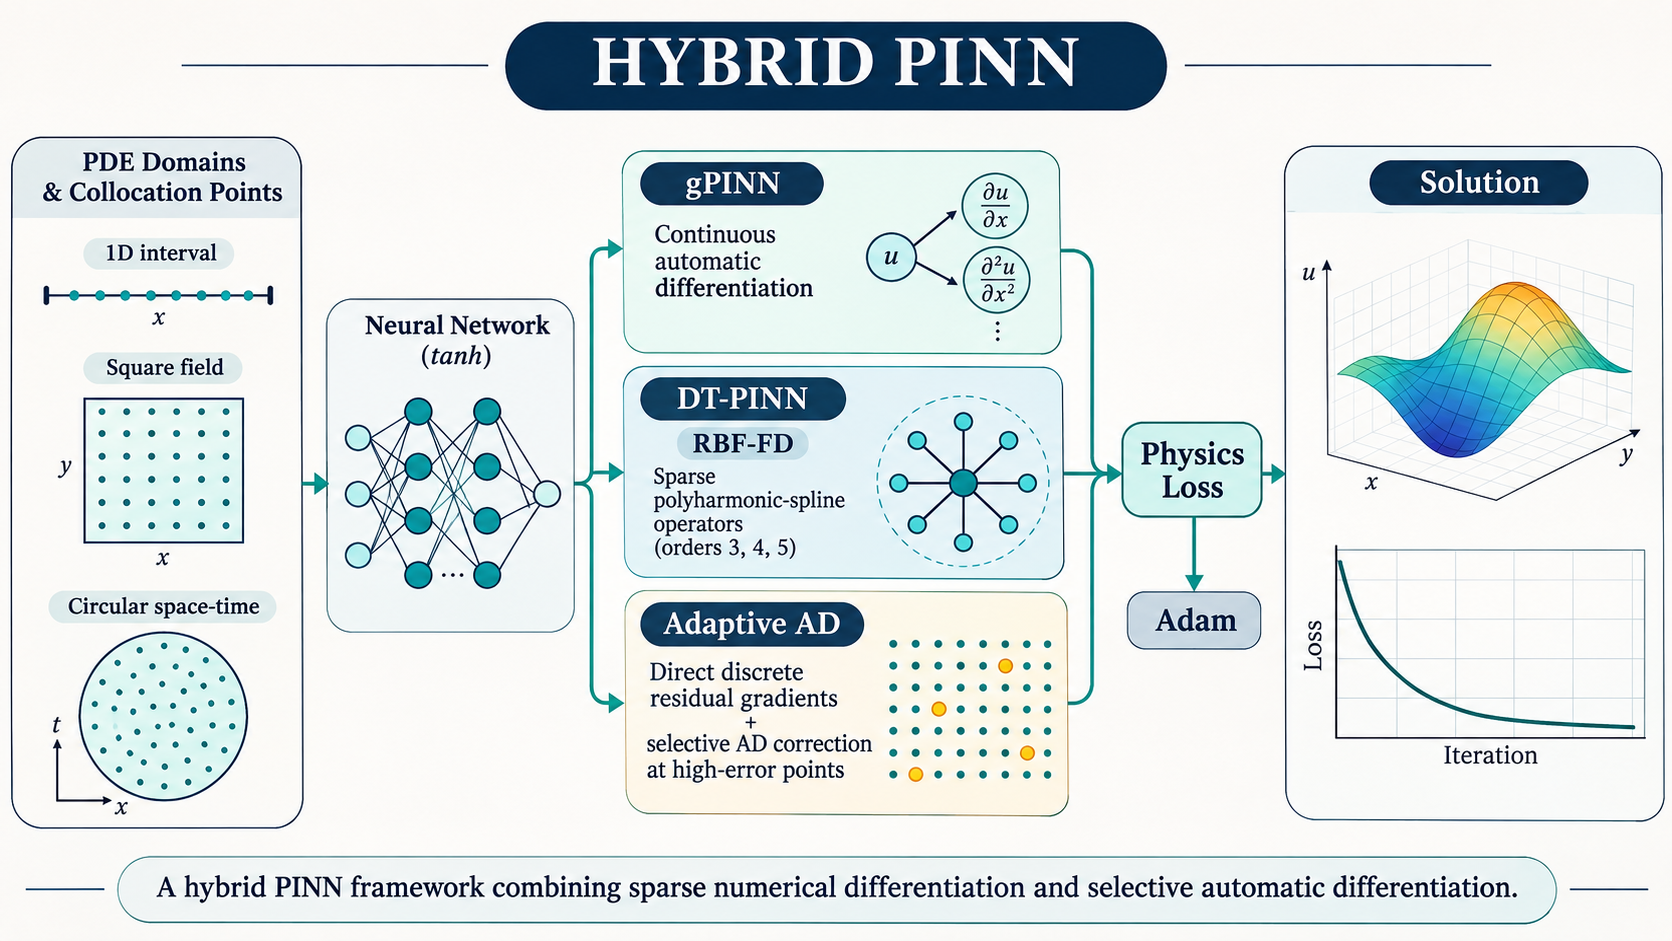 HYBRID PINN
PDE Domains
& Collocation Points
1D interval
x
Square field
y
x
Circular space-time
t
x
Neural Network
(tanh)
...
gPINN
Continuous
automatic
differentiation
u
∂u
∂x
∂²u
∂x²
⋮
DT-PINN
RBF-FD
Sparse
polyharmonic-spline
operators
(orders 3, 4, 5)
Adaptive AD
Direct discrete
residual gradients
+
selective AD correction
at high-error points
Physics
Loss
Adam
Solution
u
x
y
Loss
Iteration
A hybrid PINN framework combining sparse numerical differentiation and selective automatic differentiation.